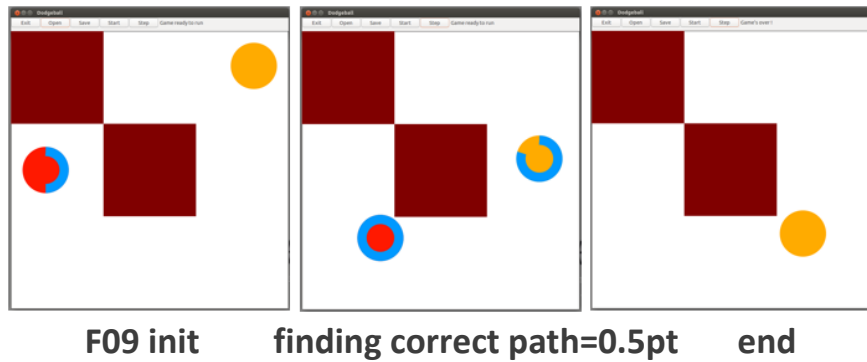 Dodgeball
Exit Open Save Start Step Game ready to run
Dodgeball
Exit Open Save Start Step Game ready to run
Dodgeball
Exit Open Save Start Step Game's over !
F09 init finding correct path=0.5pt end